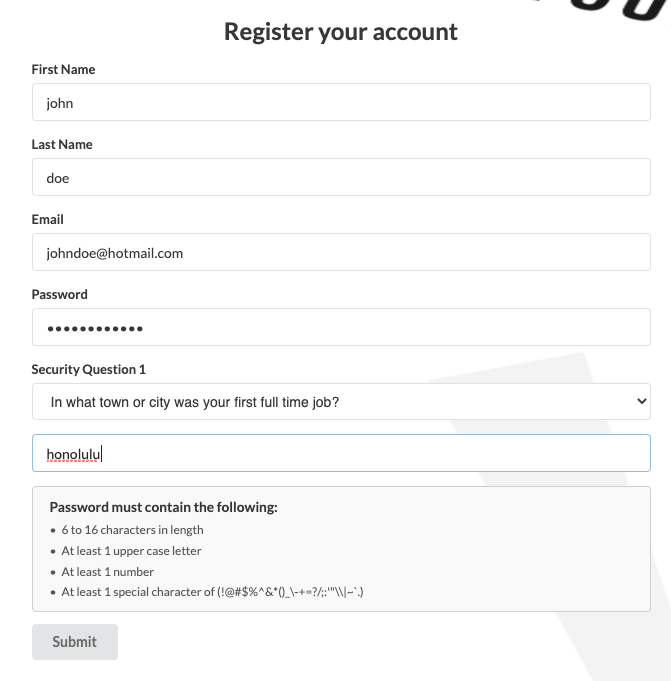 Register your account
First Name
john
Last Name
doe
Email
johndoe@hotmail.com
Password
••••••••••••
Security Question 1
In what town or city was your first full time job?
honolulu
Password must contain the following:
• 6 to 16 characters in length
• At least 1 upper case letter
• At least 1 number
• At least 1 special character of (!@#$%^&*()_\-+=?/;:'"\\|~`.)
Submit